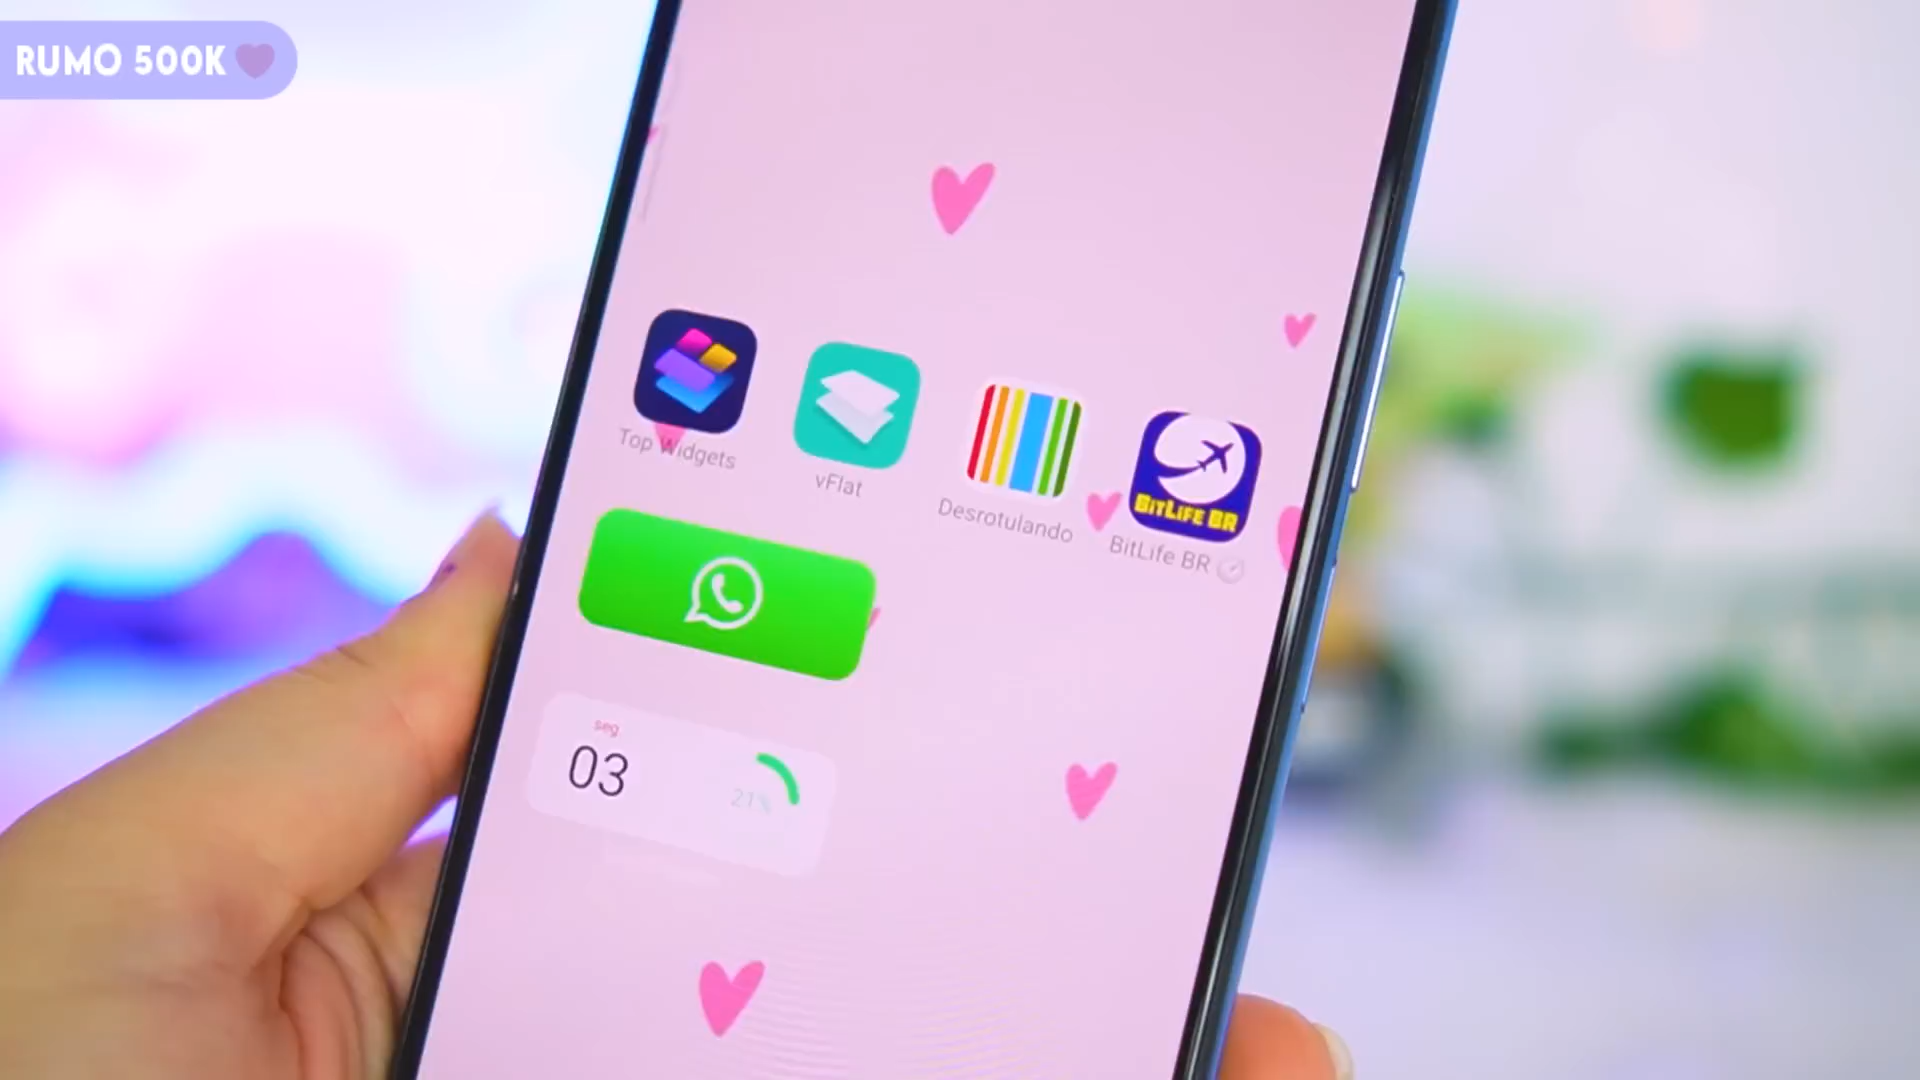 RUMO 500K
Top Widgets
vFlat
Desrotulando
BITLIFE BR
BitLife BR
seg
03
21%